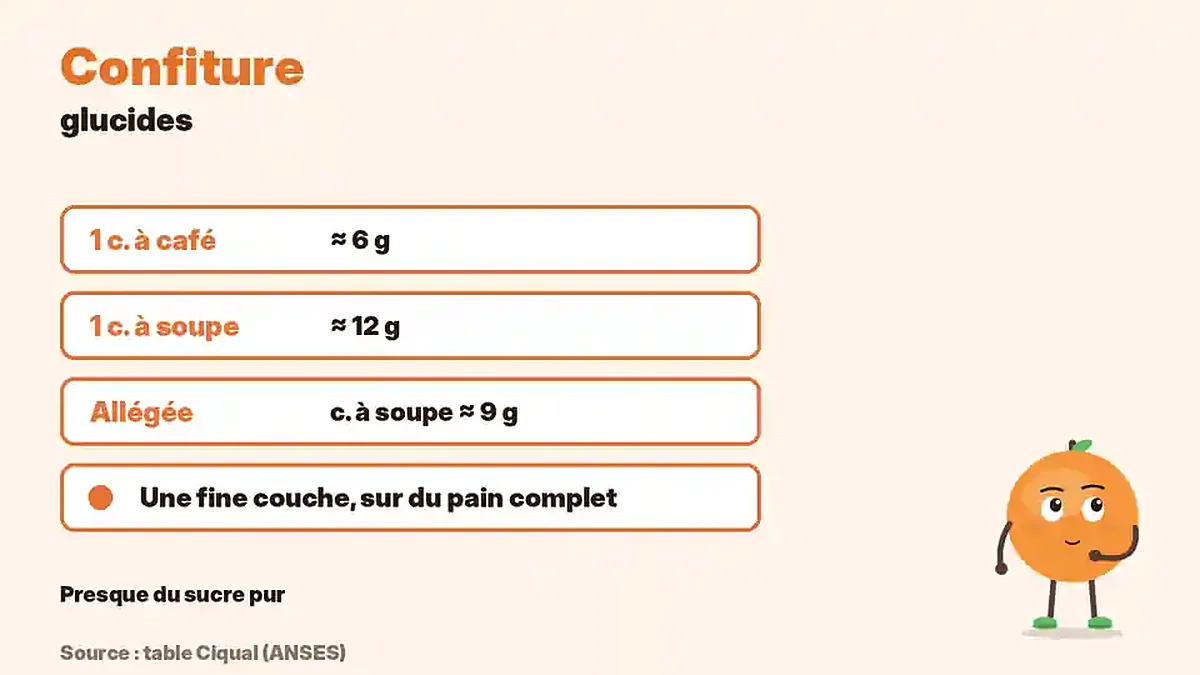 Confiture
glucides
1 c. à café ≈ 6 g
1 c. à soupe ≈ 12 g
Allégée c. à soupe ≈ 9 g
Une fine couche, sur du pain complet
Presque du sucre pur
Source : table Ciqual (ANSES)